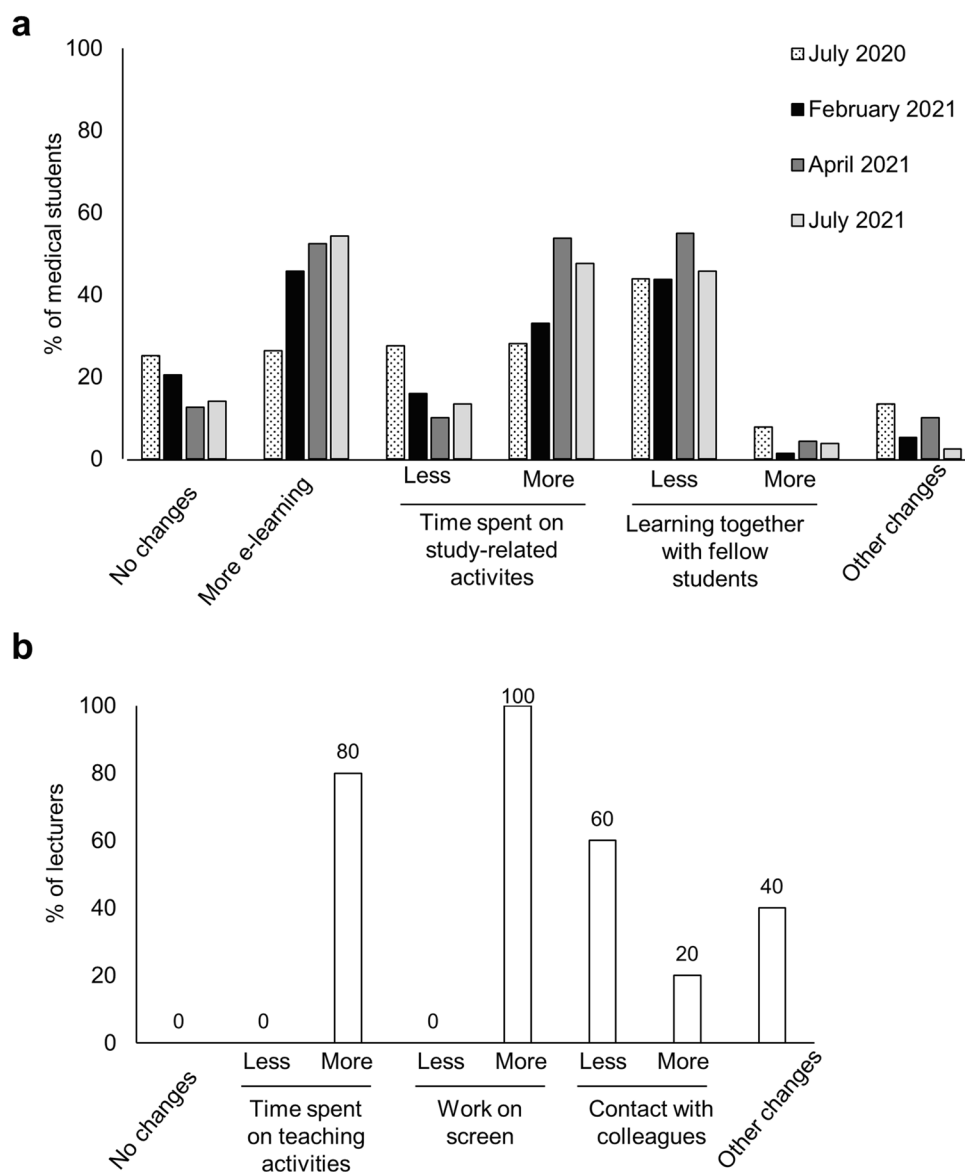 a
100
80
60
40
20
0
% of medical students
July 2020
February 2021
April 2021
July 2021
No changes
More e-learning
Less
More
Time spent on
study-related
activites
Less
More
Learning together
with fellow
students
Other changes
b
100
80
60
40
20
0
% of lecturers
0
0
80
0
100
60
20
40
No changes
Less
More
Time spent
on teaching
activities
Less
More
Work on
screen
Less
More
Contact with
colleagues
Other changes